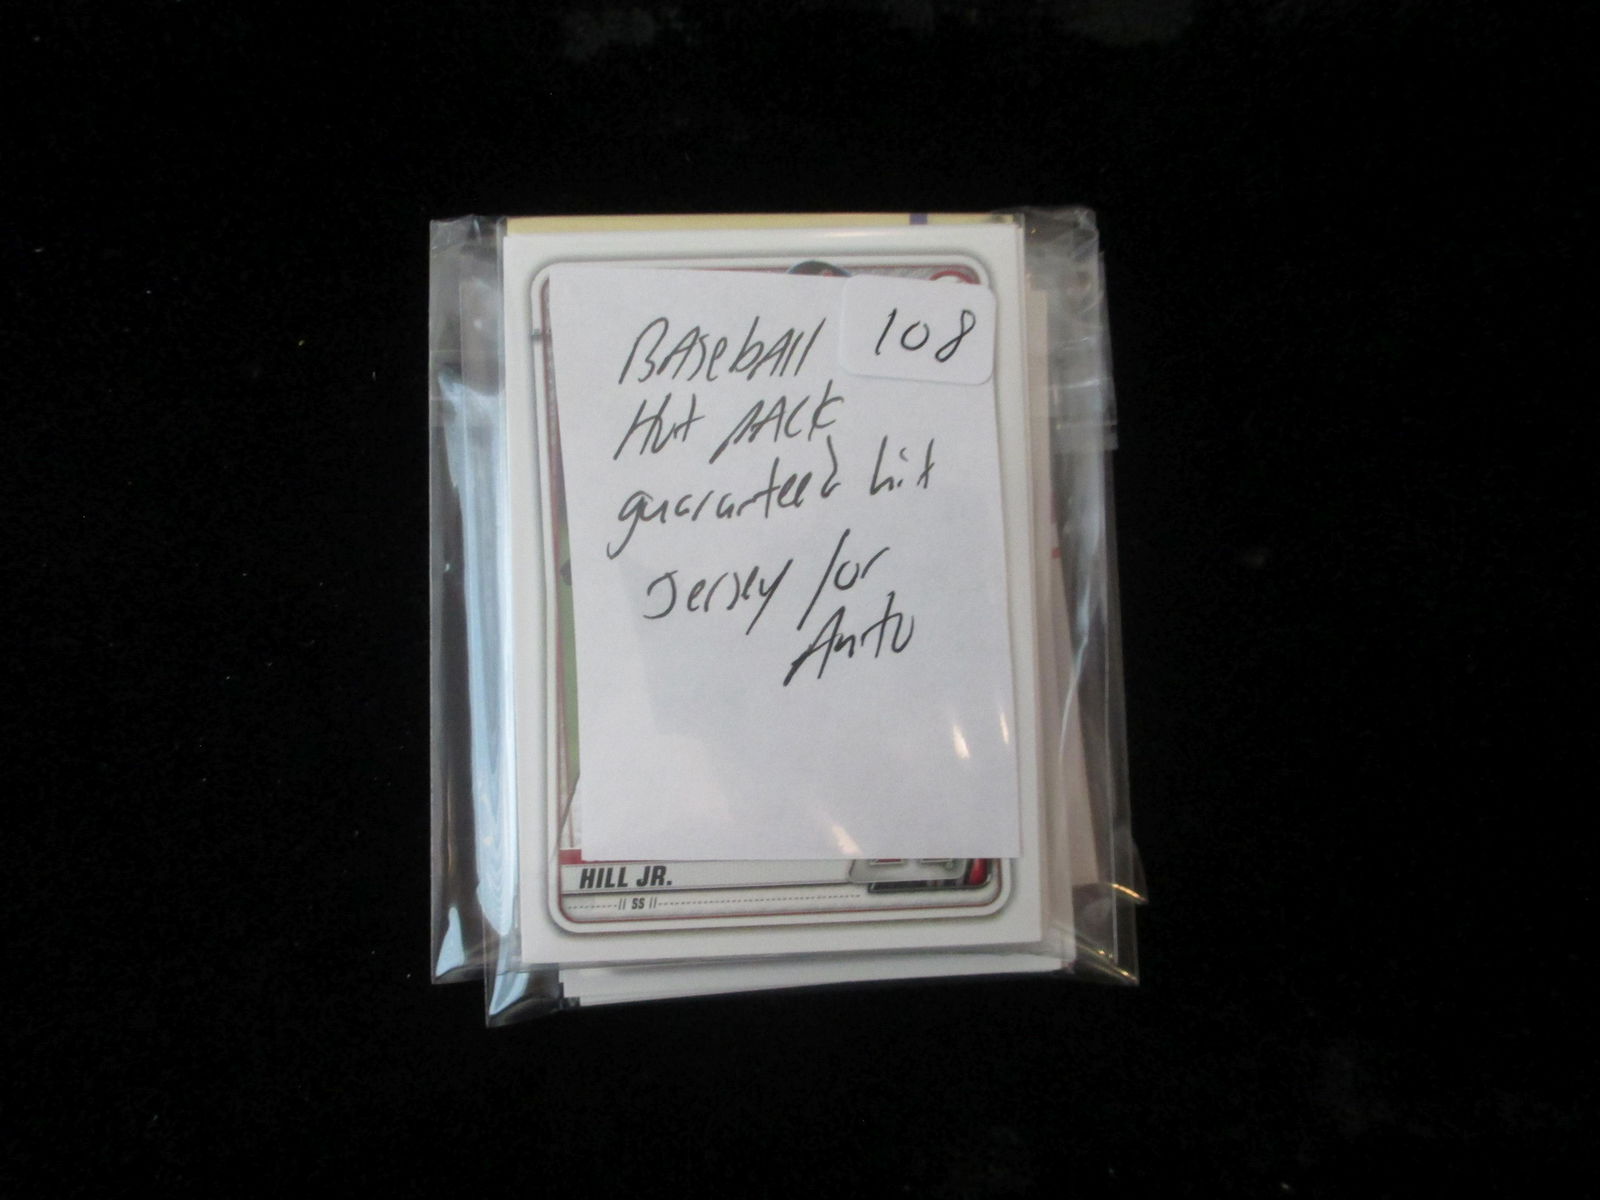 Baseball
108
Hot pack
guaranteed hit
Jersey /or
Auto
HILL JR.
// SS //